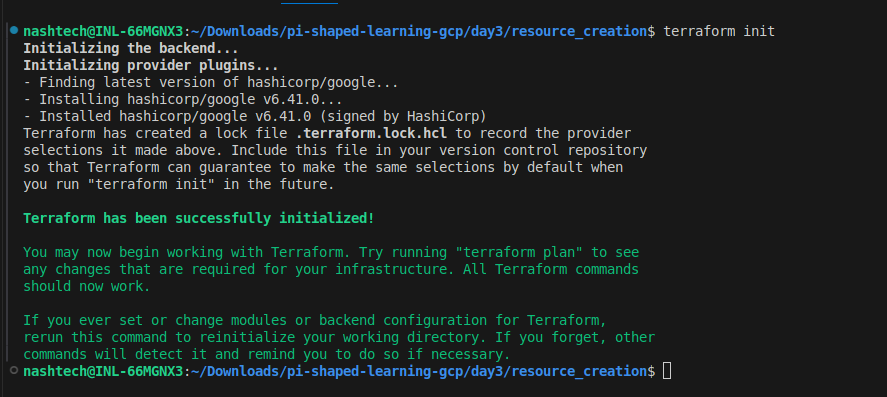 nashtech@INL-66MGNX3:~/Downloads/pi-shaped-learning-gcp/day3/resource_creation$ terraform init
Initializing the backend...
Initializing provider plugins...
- Finding latest version of hashicorp/google...
- Installing hashicorp/google v6.41.0...
- Installed hashicorp/google v6.41.0 (signed by HashiCorp)
Terraform has created a lock file .terraform.lock.hcl to record the provider
selections it made above. Include this file in your version control repository
so that Terraform can guarantee to make the same selections by default when
you run "terraform init" in the future.
Terraform has been successfully initialized!
You may now begin working with Terraform. Try running "terraform plan" to see
any changes that are required for your infrastructure. All Terraform commands
should now work.
If you ever set or change modules or backend configuration for Terraform,
rerun this command to reinitialize your working directory. If you forget, other
commands will detect it and remind you to do so if necessary.
nashtech@INL-66MGNX3:~/Downloads/pi-shaped-learning-gcp/day3/resource_creation$